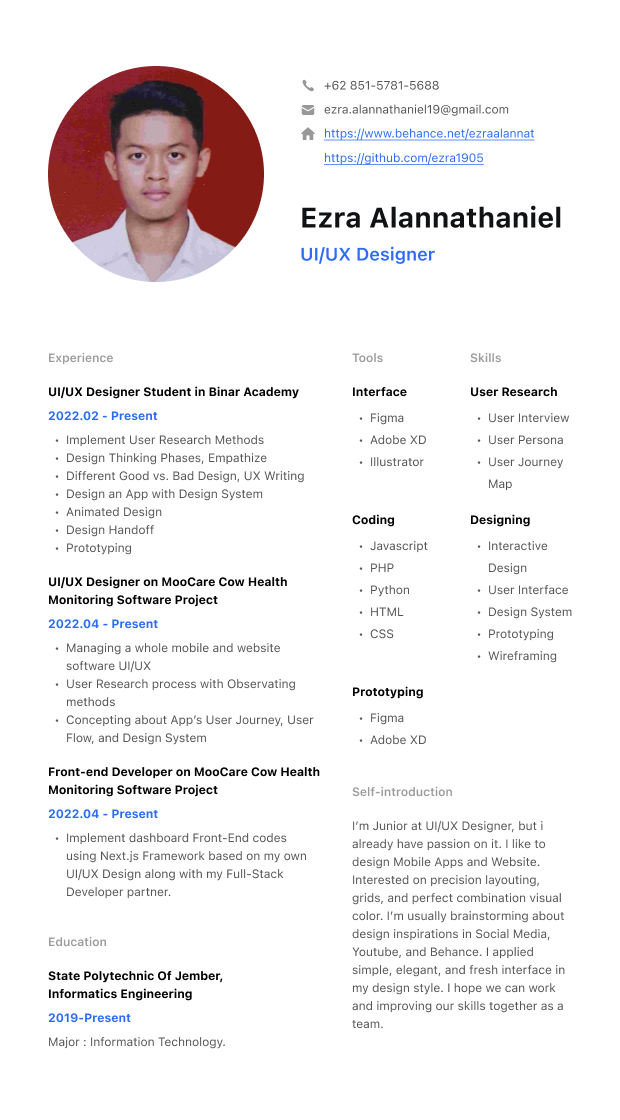 +62 851-5781-5688
ezra.alannathaniel19@gmail.com
https://www.behance.net/ezraalannat
https://github.com/ezra1905
Ezra Alannathaniel
UI/UX Designer
Experience
UI/UX Designer Student in Binar Academy
2022.02 - Present
• Implement User Research Methods
• Design Thinking Phases, Empathize
• Different Good vs. Bad Design, UX Writing
• Design an App with Design System
• Animated Design
• Design Handoff
• Prototyping
UI/UX Designer on MooCare Cow Health
Monitoring Software Project
2022.04 - Present
• Managing a whole mobile and website
software UI/UX
• User Research process with Observating
methods
• Concepting about App's User Journey, User
Flow, and Design System
Front-end Developer on MooCare Cow Health
Monitoring Software Project
2022.04 - Present
• Implement dashboard Front-End codes
using Next.js Framework based on my own
UI/UX Design along with my Full-Stack
Developer partner.
Education
State Polytechnic Of Jember,
Informatics Engineering
2019-Present
Major : Information Technology.
Tools
Interface
• Figma
• Adobe XD
• Illustrator
Coding
• Javascript
• PHP
• Python
• HTML
• CSS
Prototyping
• Figma
• Adobe XD
Skills
User Research
• User Interview
• User Persona
• User Journey
Map
Designing
• Interactive
Design
• User Interface
• Design System
• Prototyping
• Wireframing
Self-introduction
I'm Junior at UI/UX Designer, but i
already have passion on it. I like to
design Mobile Apps and Website.
Interested on precision layouting,
grids, and perfect combination visual
color. I'm usually brainstorming about
design inspirations in Social Media,
Youtube, and Behance. I applied
simple, elegant, and fresh interface in
my design style. I hope we can work
and improving our skills together as a
team.